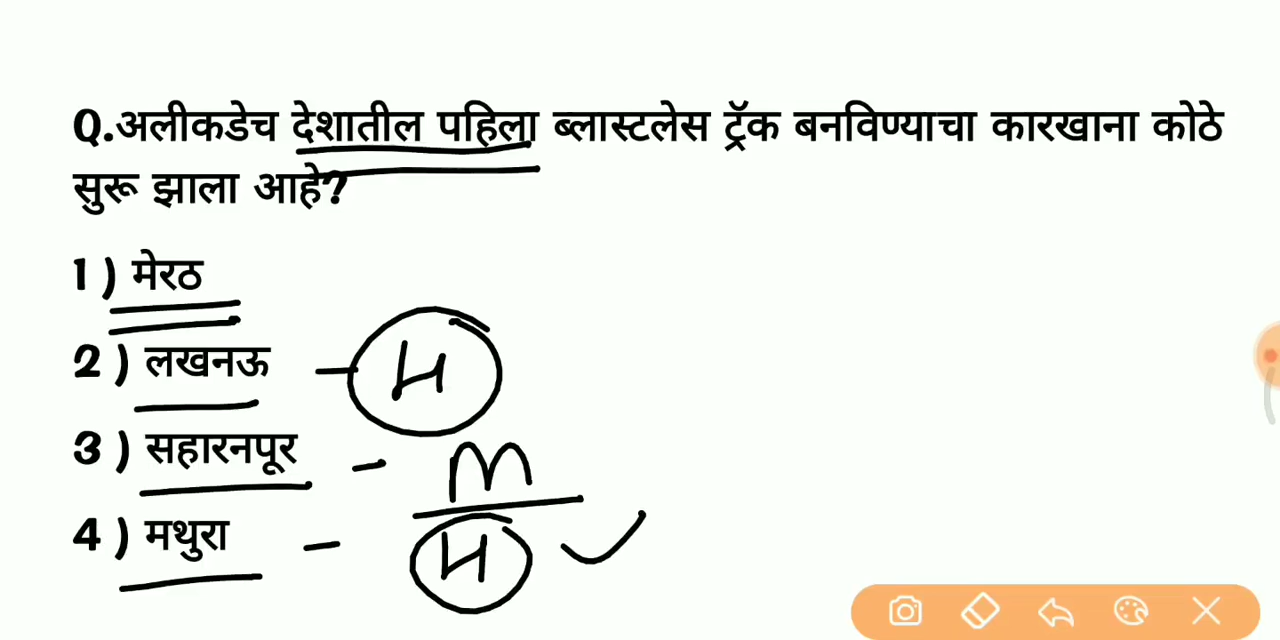 Q.अलीकडेच देशातील पहिला ब्लास्टलेस ट्रॅक बनविण्याचा कारखाना कोठे
सुरू झाला आहे?
1 ) मेरठ
2 ) लखनऊ - H
3 ) सहारनपूर - M
4 ) मथुरा - H